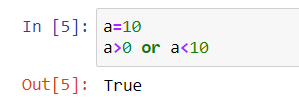 In [5]: a=10
a>0 or a<10
Out[5]: True